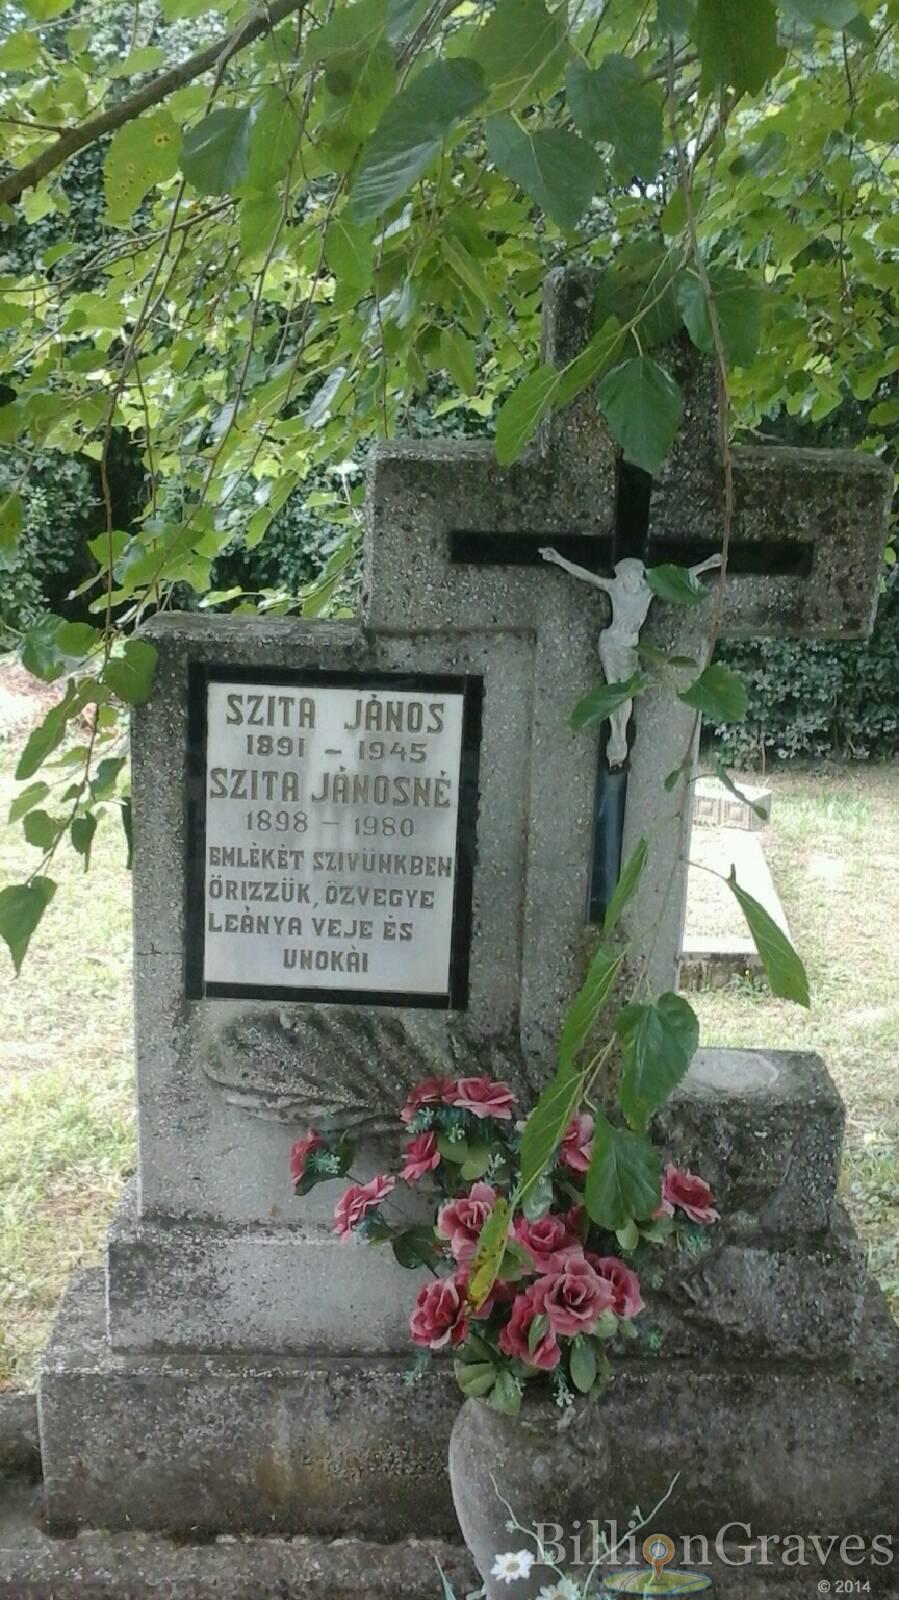 SZITA JÁNOS
1891 - 1945
SZITA JÁNOSNÉ
1898 - 1980
EMLÉKÉT SZIVÜNKBEN
ŐRIZZÜK, ÖZVEGYE
LEÁNYA VEJE ÉS
UNOKÁI
BillionGraves
© 2014